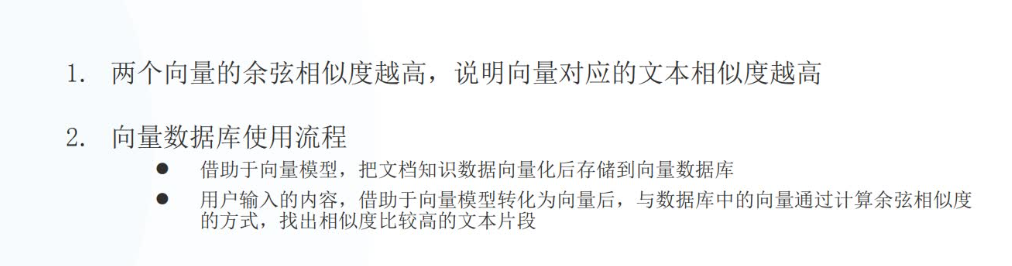 1. 两个向量的余弦相似度越高，说明向量对应的文本相似度越高
2. 向量数据库使用流程
● 借助于向量模型，把文档知识数据向量化后存储到向量数据库
● 用户输入的内容，借助于向量模型转化为向量后，与数据库中的向量通过计算余弦相似度
的方式，找出相似度比较高的文本片段